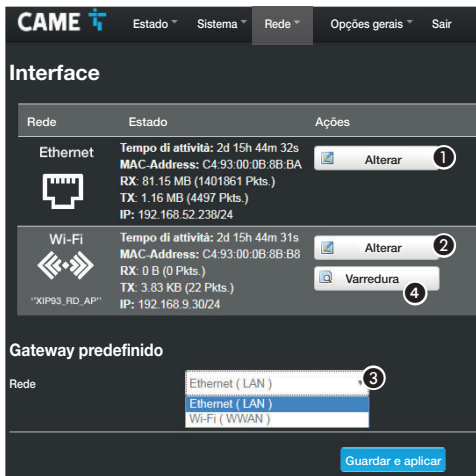 CAME Estado Sistema Rede Opções gerais Sair
Interface
Rede Estado Ações
Ethernet
Tempo di attività: 2d 15h 44m 32s
MAC-Address: C4:93:00:0B:8B:BA
RX: 81.15 MB (1401861 Pkts.)
TX: 1.16 MB (4497 Pkts.)
IP: 192.168.52.238/24
Alterar 1
Wi-Fi
"XIP93_RD_AP"
Tempo di attività: 2d 15h 44m 31s
MAC-Address: C4:93:00:0B:8B:B8
RX: 0 B (0 Pkts.)
TX: 3.83 KB (22 Pkts.)
IP: 192.168.9.30/24
Alterar 2
Varredura 4
Gateway predefinido
Rede
Ethernet ( LAN ) 3
Ethernet ( LAN )
Wi-Fi ( WWAN )
Guardar e aplicar